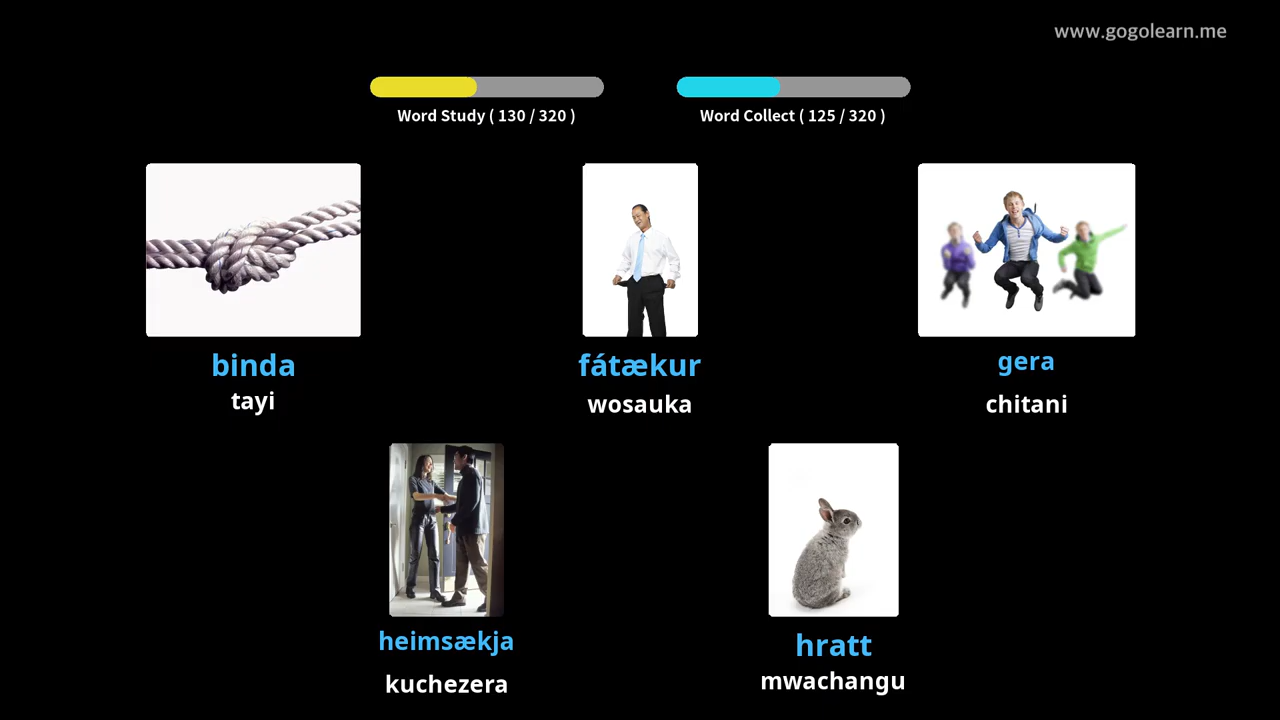 www.gogolearn.me
Word Study ( 130 / 320 )
Word Collect ( 125 / 320 )
binda
tayi
fátækur
wosauka
gera
chitani
heimsækja
kuchezera
hratt
mwachangu